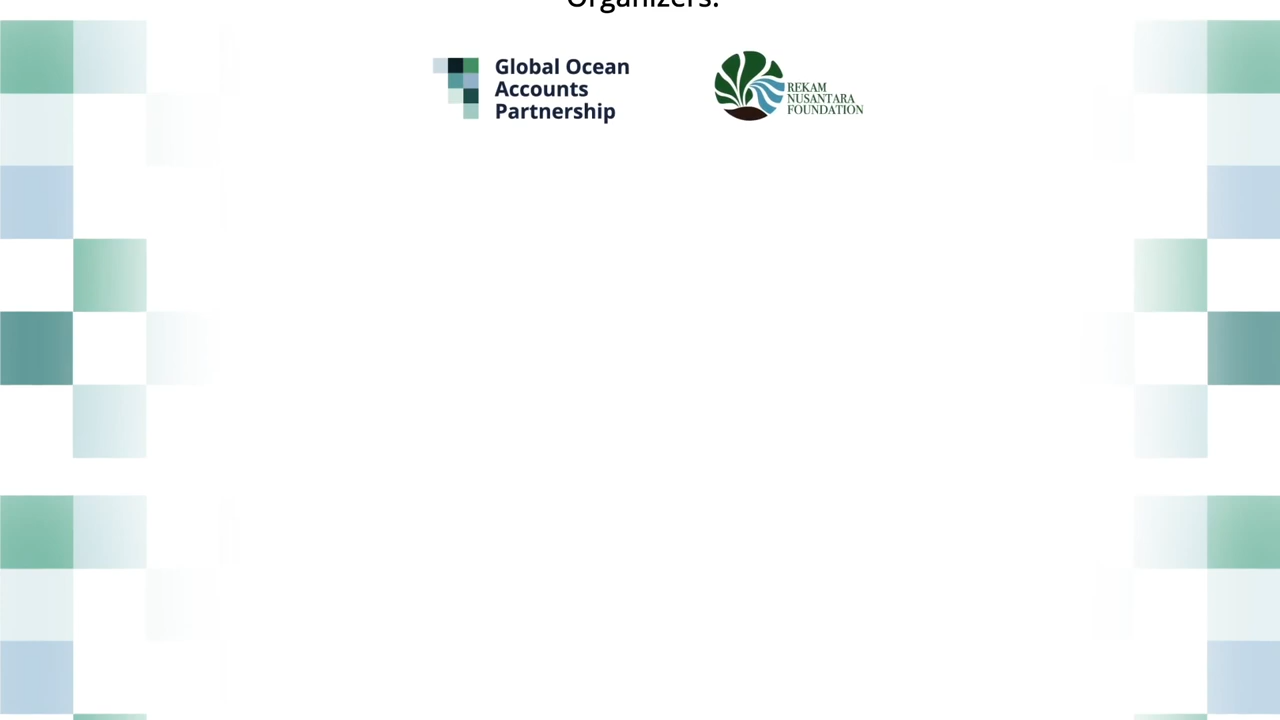 Organizers:
Global Ocean
Accounts
Partnership
REKAM
NUSANTARA
FOUNDATION